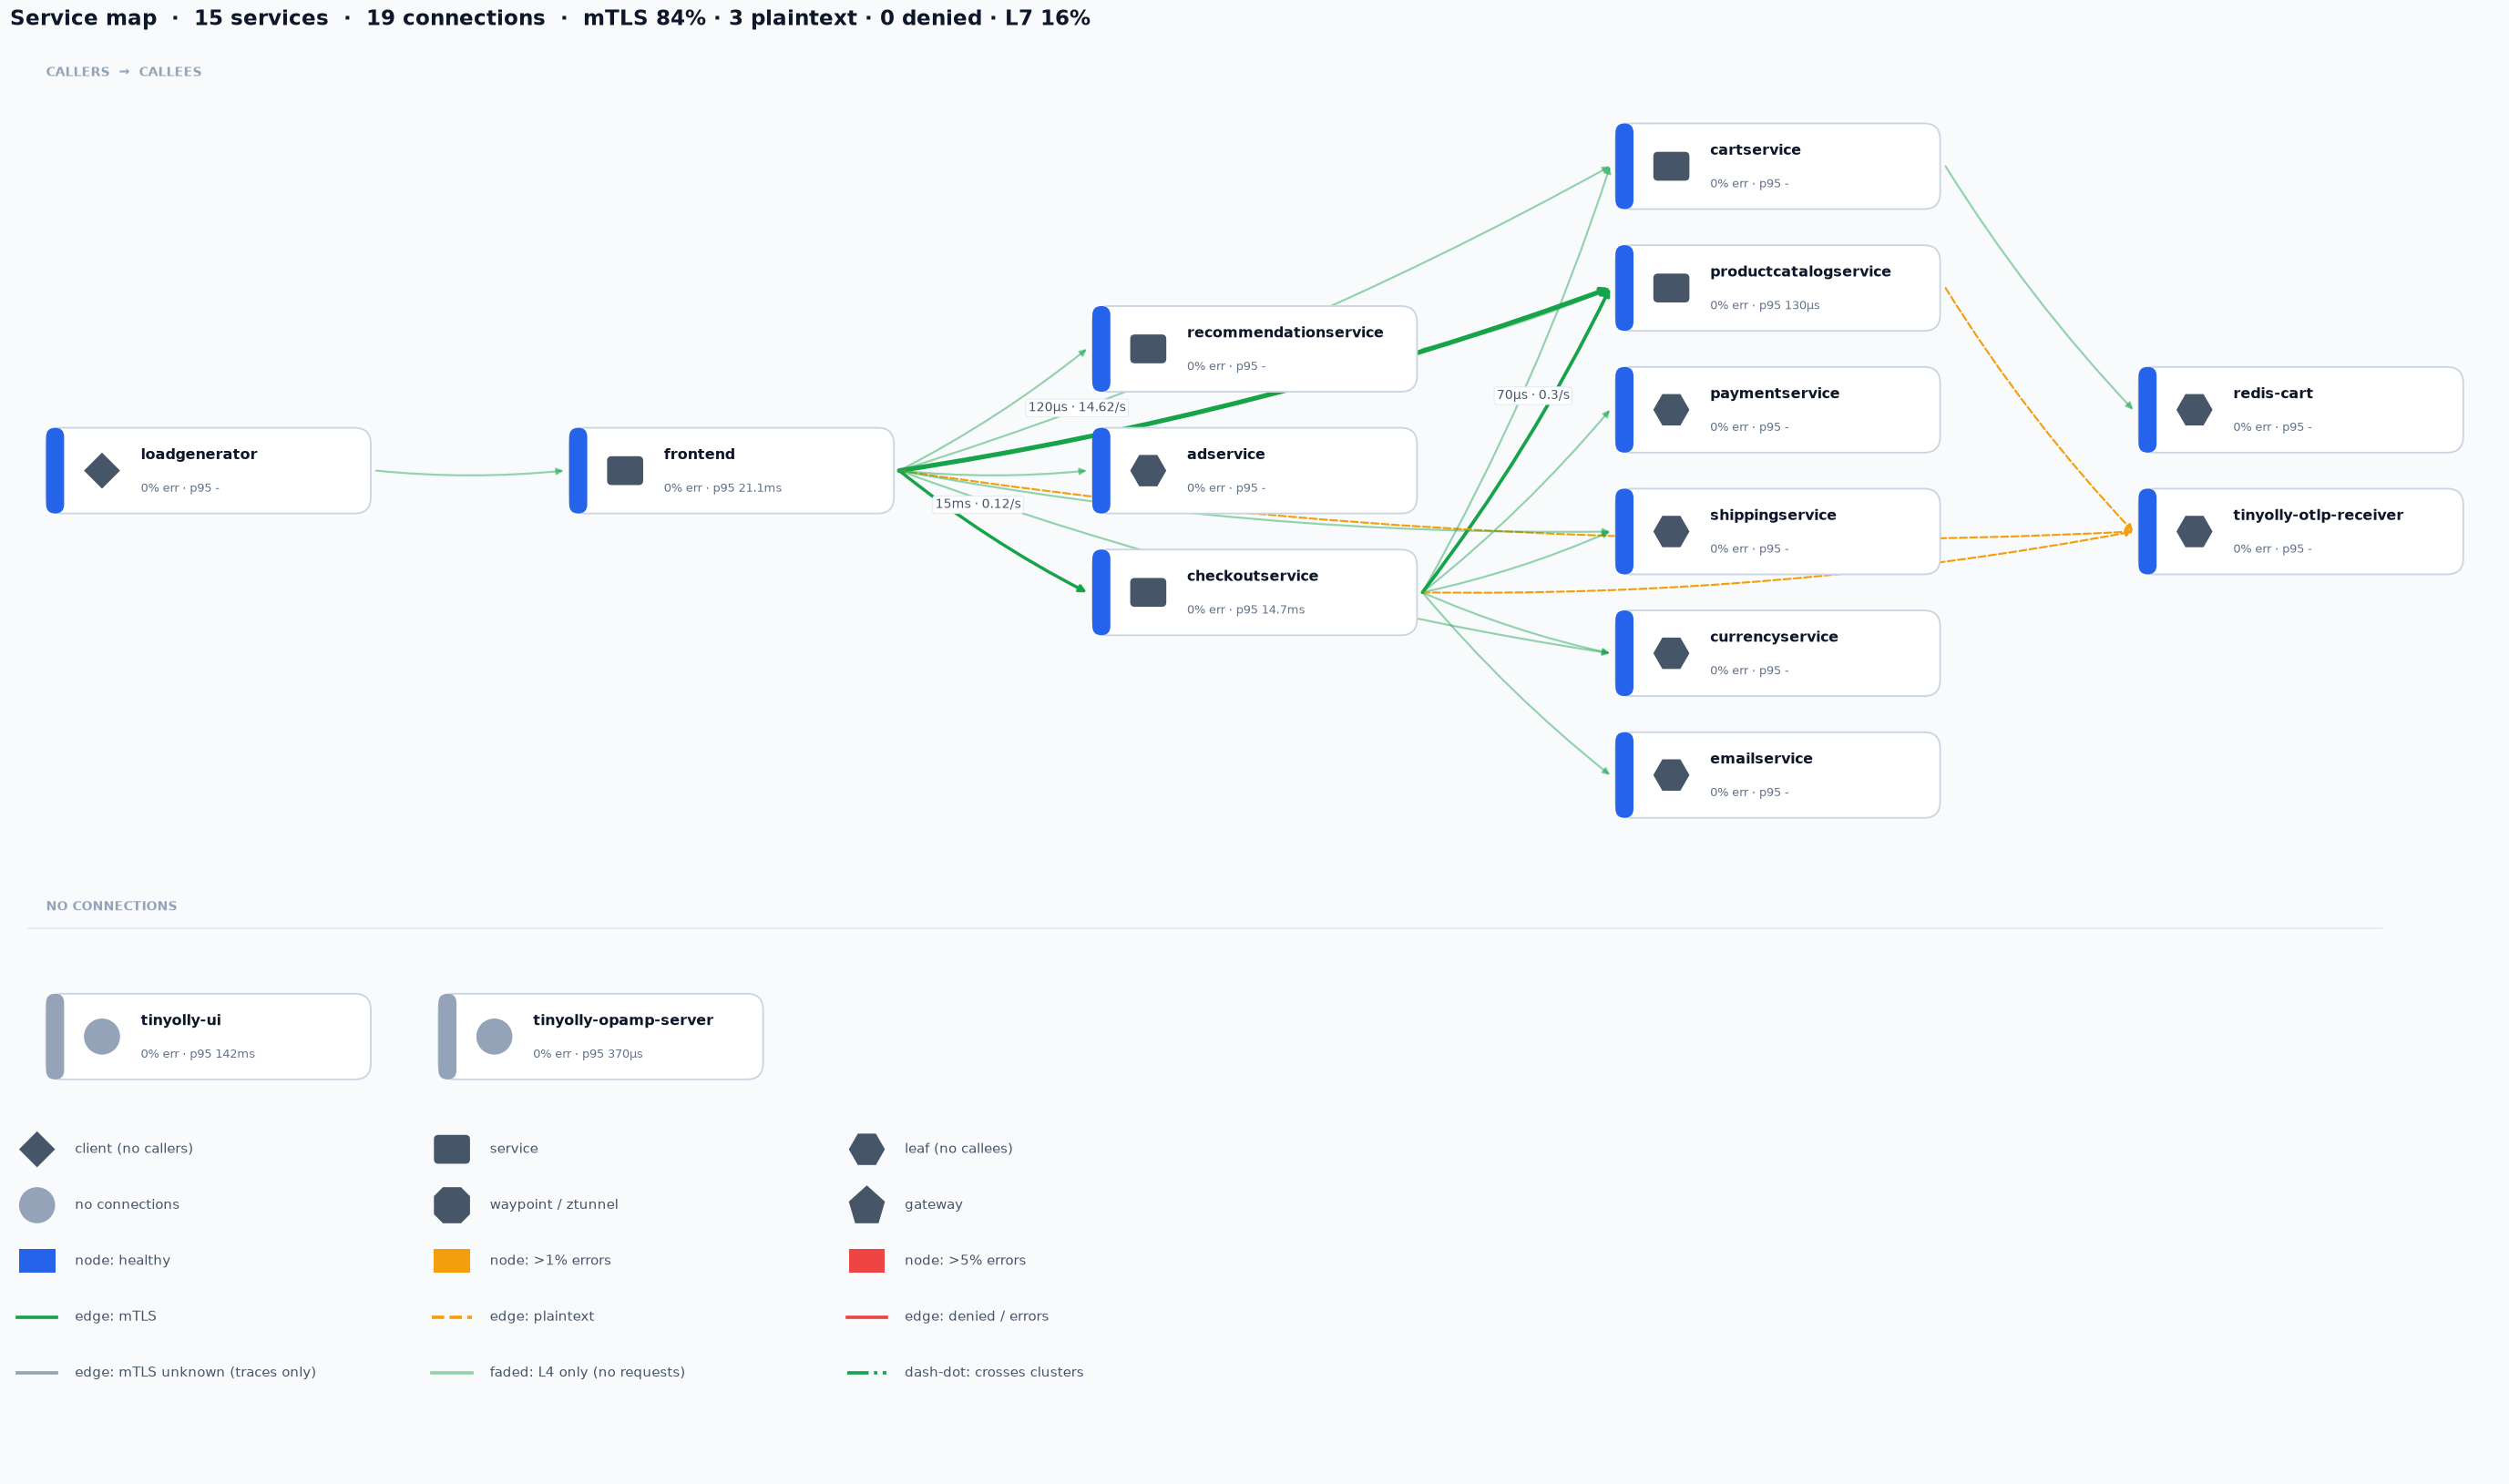 Service map · 15 services · 19 connections · mTLS 84% · 3 plaintext · 0 denied · L7 16%
CALLERS → CALLEES
cartservice
0% err · p95 -
productcatalogservice
0% err · p95 130µs
recommendationservice
0% err · p95 -
paymentservice
0% err · p95 -
redis-cart
0% err · p95 -
70µs · 0.3/s
120µs · 14.62/s
loadgenerator
0% err · p95 -
frontend
0% err · p95 21.1ms
adservice
0% err · p95 -
15ms · 0.12/s
shippingservice
0% err · p95 -
tinyolly-otlp-receiver
0% err · p95 -
checkoutservice
0% err · p95 14.7ms
currencyservice
0% err · p95 -
emailservice
0% err · p95 -
NO CONNECTIONS
tinyolly-ui
0% err · p95 142ms
tinyolly-opamp-server
0% err · p95 370µs
client (no callers)
service
leaf (no callees)
no connections
waypoint / ztunnel
gateway
node: healthy
node: >1% errors
node: >5% errors
edge: mTLS
edge: plaintext
edge: denied / errors
edge: mTLS unknown (traces only)
faded: L4 only (no requests)
dash-dot: crosses clusters